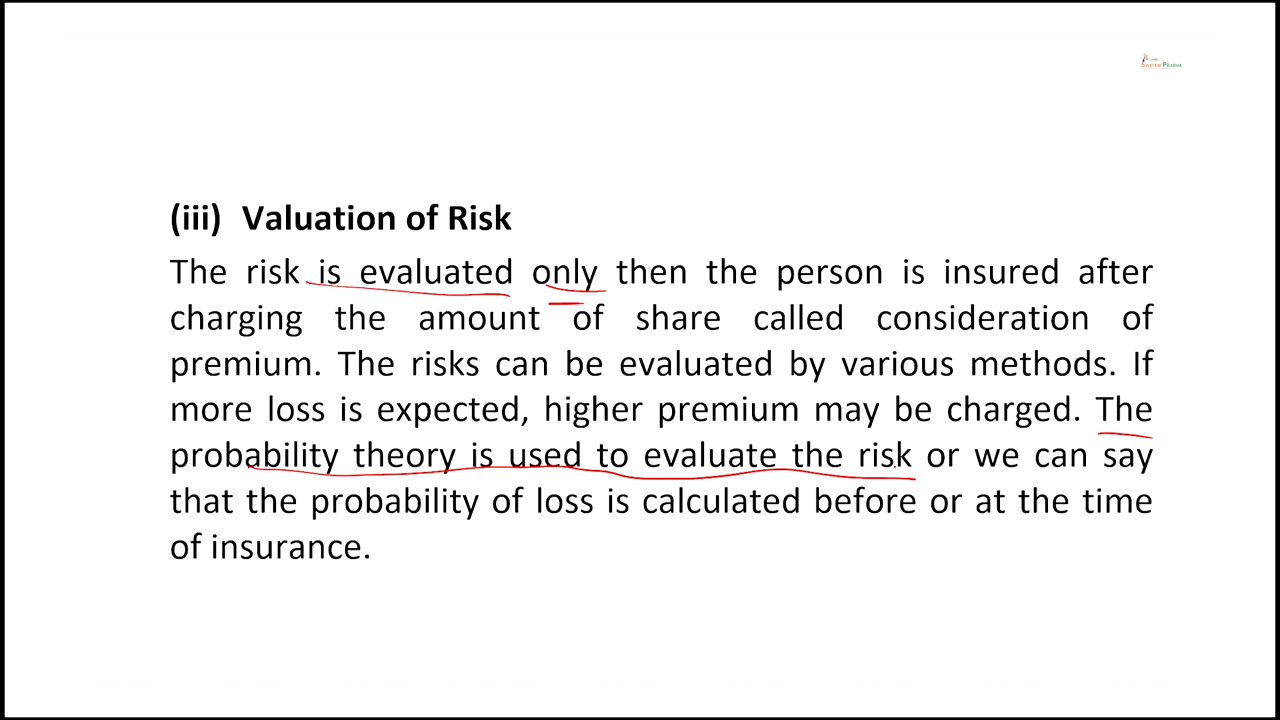 SWAYAM PRABHA
(iii) Valuation of Risk
The risk is evaluated only then the person is insured after
charging the amount of share called consideration of
premium. The risks can be evaluated by various methods. If
more loss is expected, higher premium may be charged. The
probability theory is used to evaluate the risk or we can say
that the probability of loss is calculated before or at the time
of insurance.